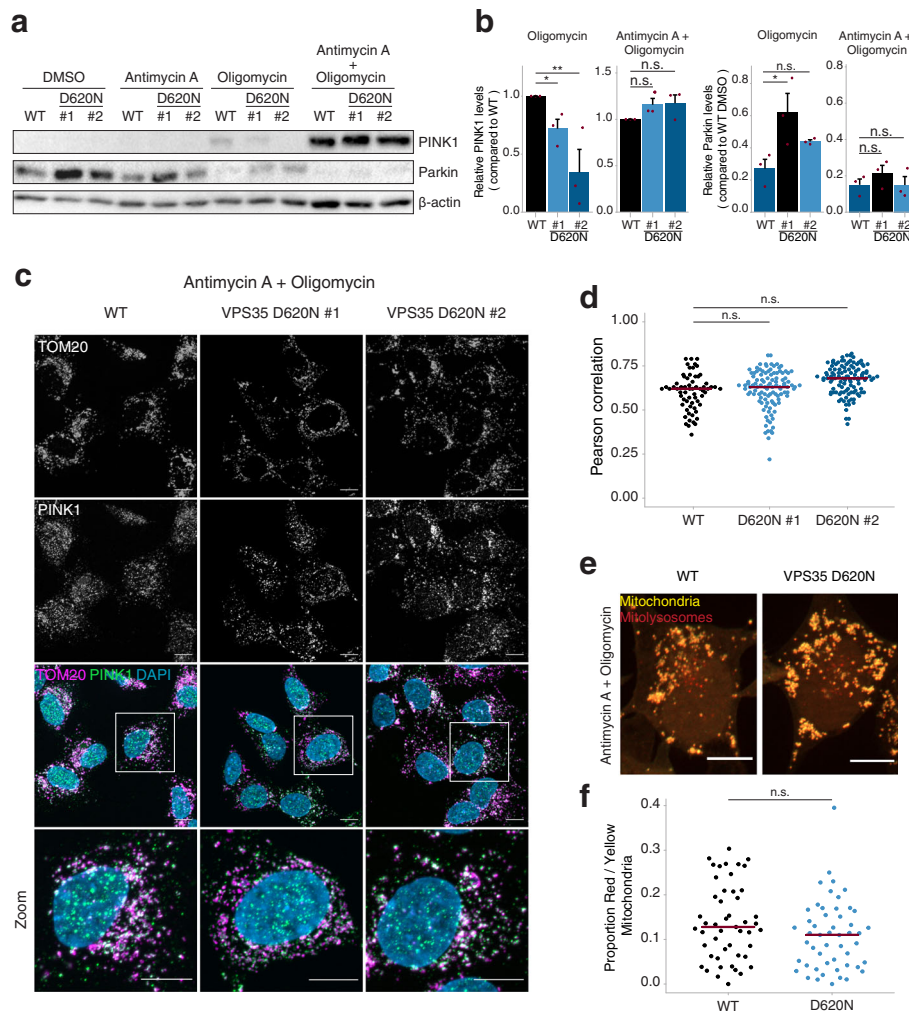 a
DMSO
Antimycin A
Oligomycin
Antimycin A
+
Oligomycin
WT
D620N
#1 #2
WT
D620N
#1 #2
WT
D620N
#1 #2
WT
D620N
#1 #2
PINK1
Parkin
β-actin
b
Oligomycin
Relative PINK1 levels
( compared to WT )
1.0
0.5
0.0
**
*
WT #1 #2
D620N
Antimycin A +
Oligomycin
1.5
1.0
0.5
0.0
n.s.
n.s.
WT #1 #2
D620N
Oligomycin
Relative Parkin levels
( compared to WT DMSO )
0.8
0.6
0.4
0.2
0.0
n.s.
*
WT #1 #2
D620N
Antimycin A +
Oligomycin
0.8
0.6
0.4
0.2
0.0
n.s.
n.s.
WT #1 #2
D620N
c
Antimycin A + Oligomycin
WT
VPS35 D620N #1
VPS35 D620N #2
TOM20
PINK1
TOM20 PINK1 DAPI
Zoom
d
Pearson correlation
1.00
0.75
0.50
0.25
0.00
n.s.
n.s.
WT
D620N #1
D620N #2
e
WT
VPS35 D620N
Antimycin A + Oligomycin
Mitochondria
Mitolysosomes
f
Proportion Red / Yellow
Mitochondria
0.4
0.3
0.2
0.1
0.0
n.s.
WT
D620N